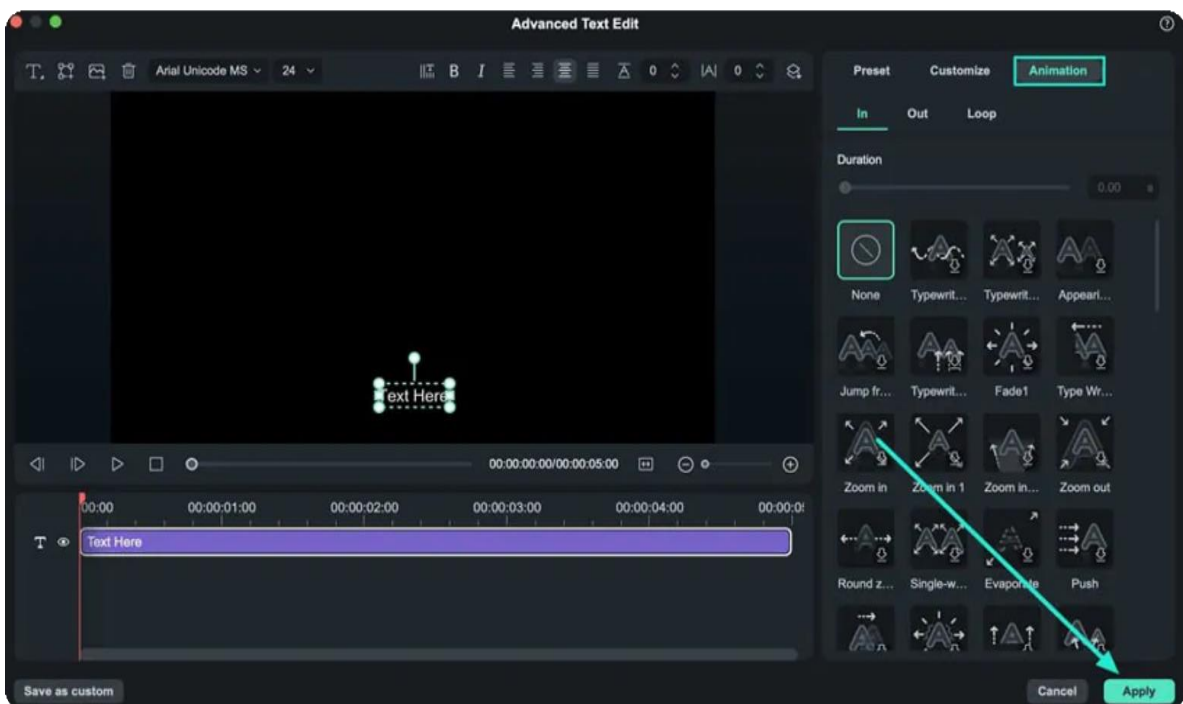 Advanced Text Edit
Arial Unicode MS 24 B I 0 |A| 0
Preset Customize Animation
In Out Loop
Duration
0.00 s
None Typewrit... Typewrit... Appeari...
Jump fr... Typewrit... Fade1 Type Wr...
Text Here
Zoom in Zoom in 1 Zoom in... Zoom out
00:00:00:00/00:00:05:00
00:00 00:00:01:00 00:00:02:00 00:00:03:00 00:00:04:00 00:00:0
T Text Here
Round z... Single-w... Evaporate Push
Save as custom
Cancel Apply